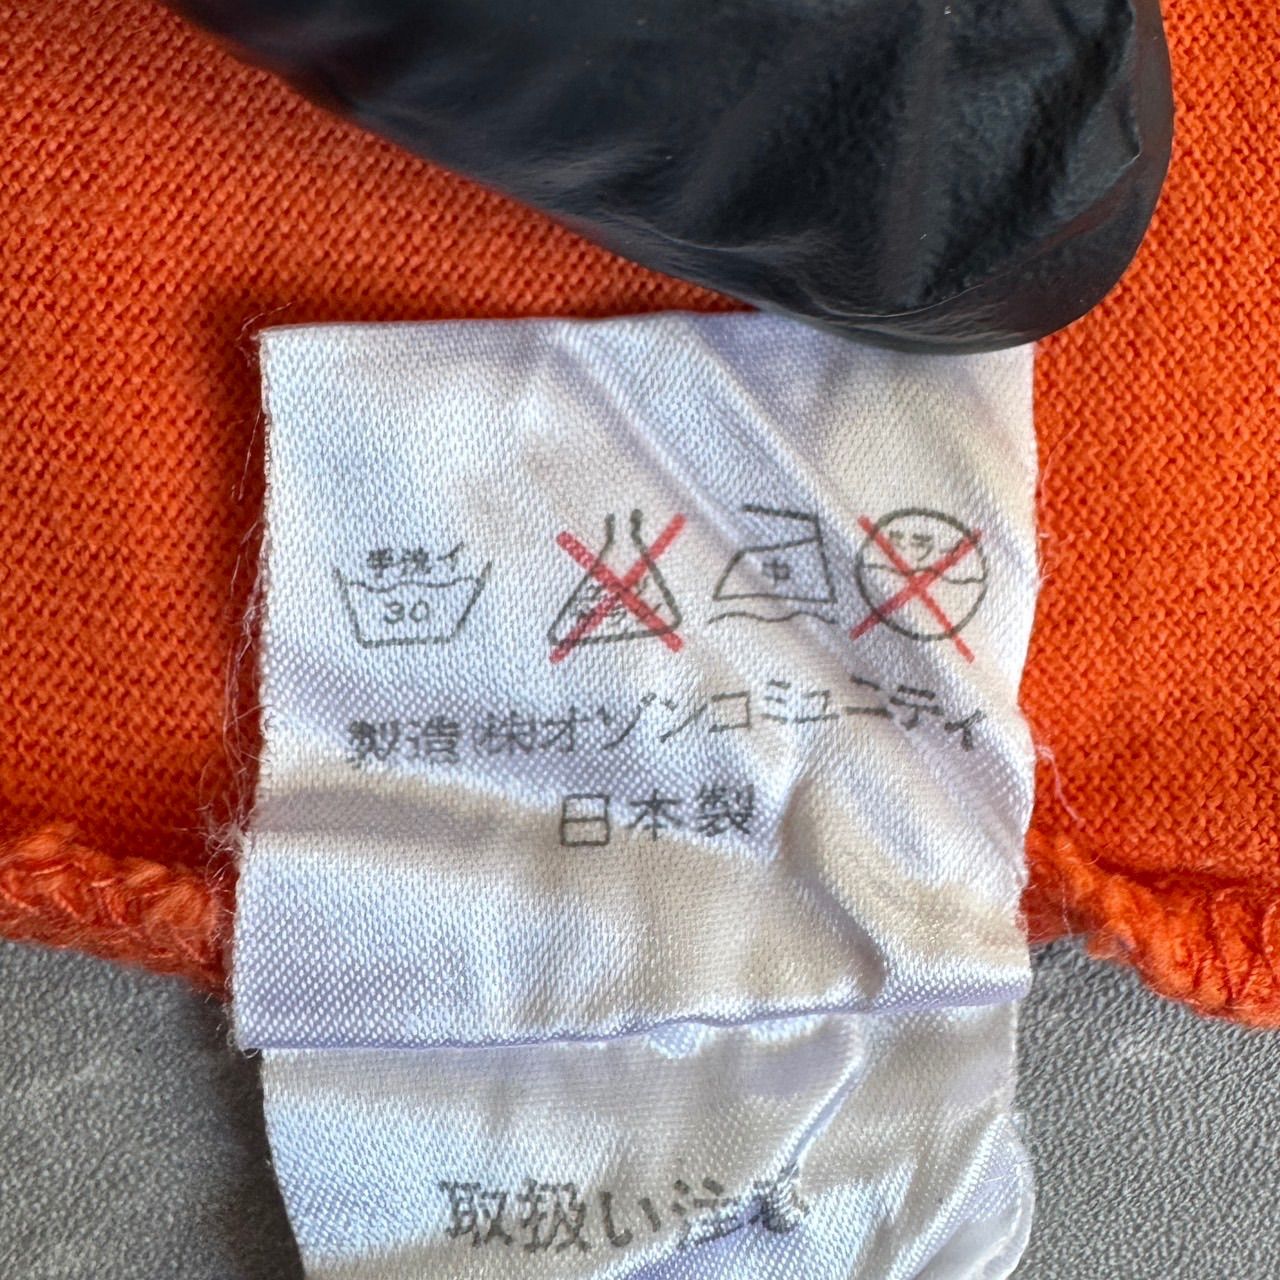 手洗イ
30
中
ドライ
製造 ㈱オゾンコミュニティ
日本製
取扱い注意